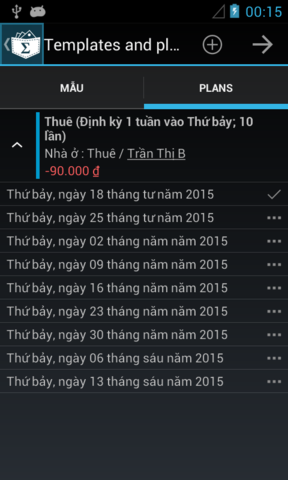 00:15
Templates and pl...
MẪU
PLANS
Thuê (Định kỳ 1 tuần vào Thứ bảy; 10
lần)
Nhà ở : Thuê / Trần Thị B
-90.000 ₫
Thứ bảy, ngày 18 tháng tư năm 2015
Thứ bảy, ngày 25 tháng tư năm 2015
Thứ bảy, ngày 02 tháng năm năm 2015
Thứ bảy, ngày 09 tháng năm năm 2015
Thứ bảy, ngày 16 tháng năm năm 2015
Thứ bảy, ngày 23 tháng năm năm 2015
Thứ bảy, ngày 30 tháng năm năm 2015
Thứ bảy, ngày 06 tháng sáu năm 2015
Thứ bảy, ngày 13 tháng sáu năm 2015